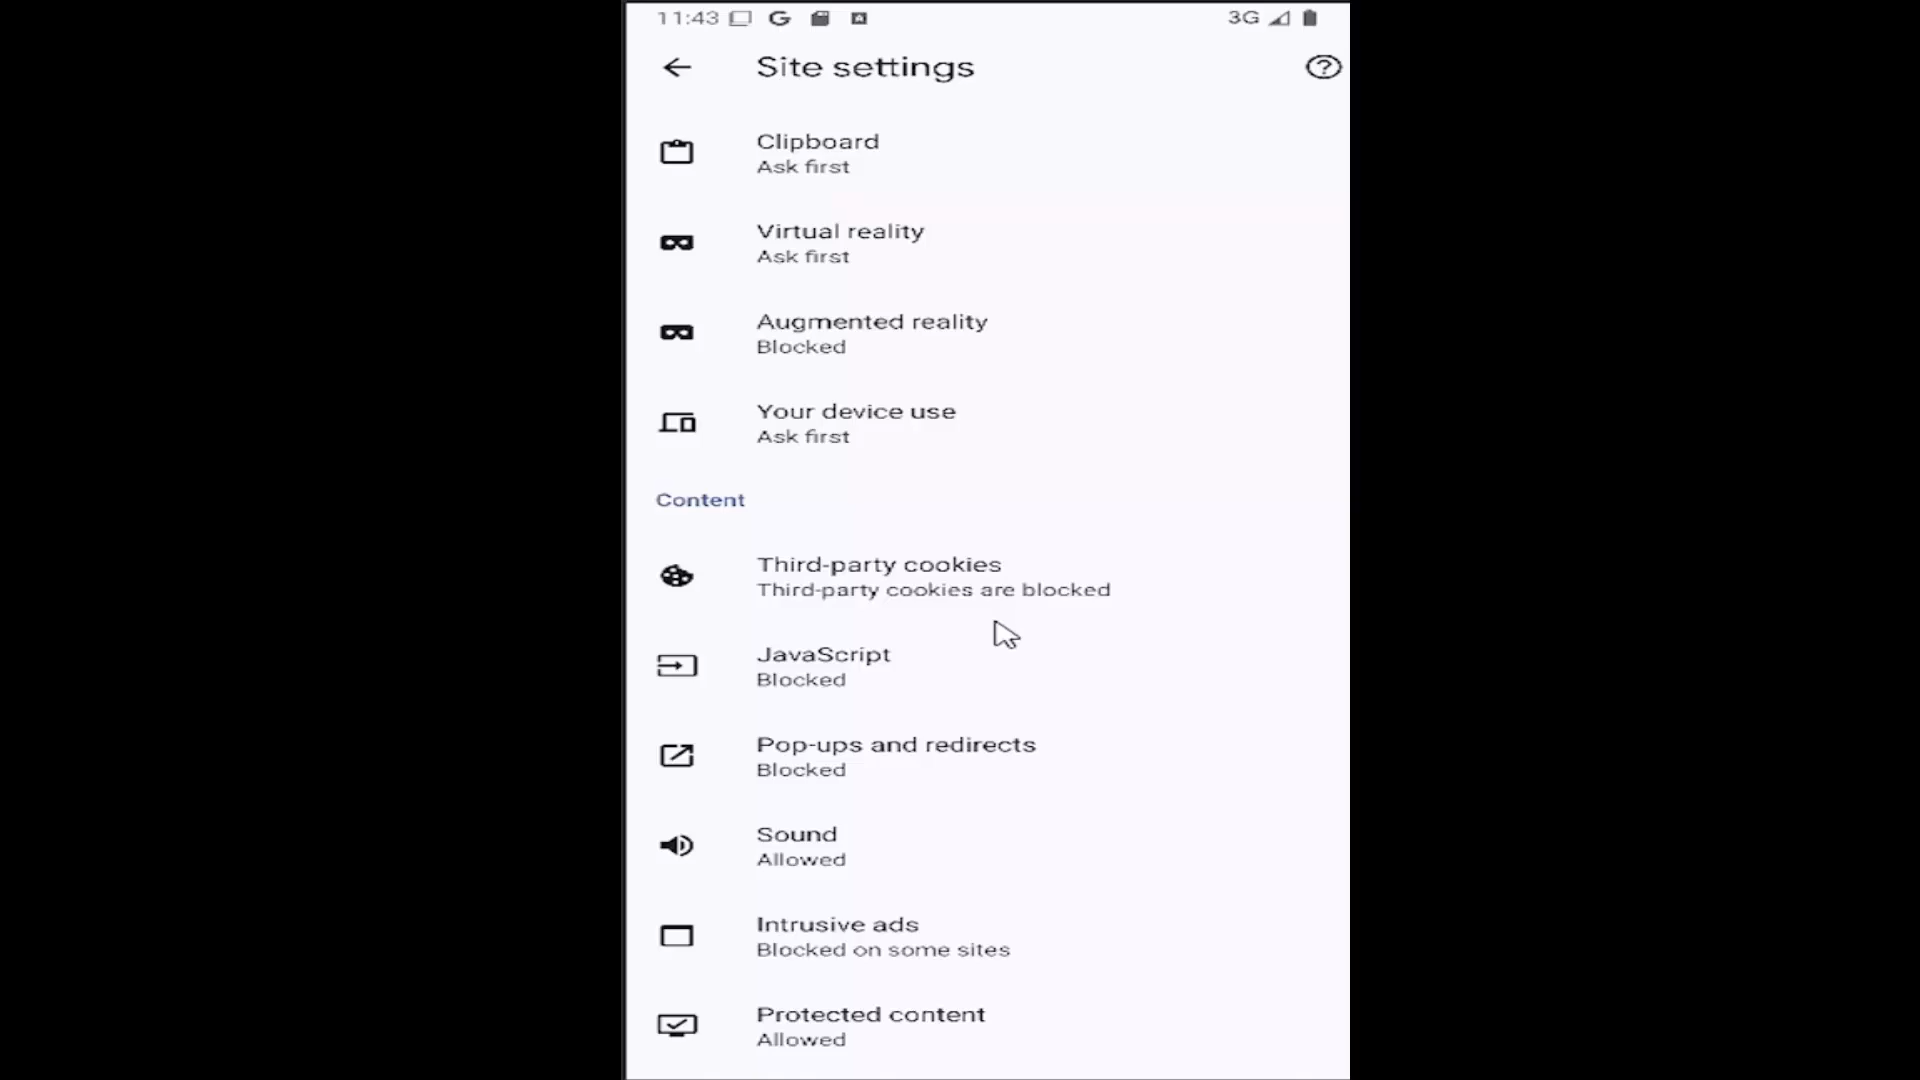 11:43
3G
Site settings
Clipboard
Ask first
Virtual reality
Ask first
Augmented reality
Blocked
Your device use
Ask first
Content
Third-party cookies
Third-party cookies are blocked
JavaScript
Blocked
Pop-ups and redirects
Blocked
Sound
Allowed
Intrusive ads
Blocked on some sites
Protected content
Allowed